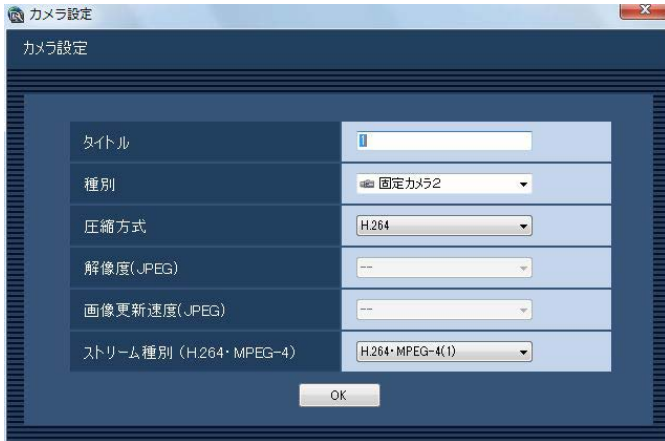 カメラ設定
カメラ設定
タイトル 1
種別 固定カメラ2
圧縮方式 H.264
解像度(JPEG) --
画像更新速度(JPEG) --
ストリーム種別 (H.264・MPEG-4) H.264・MPEG-4(1)
OK